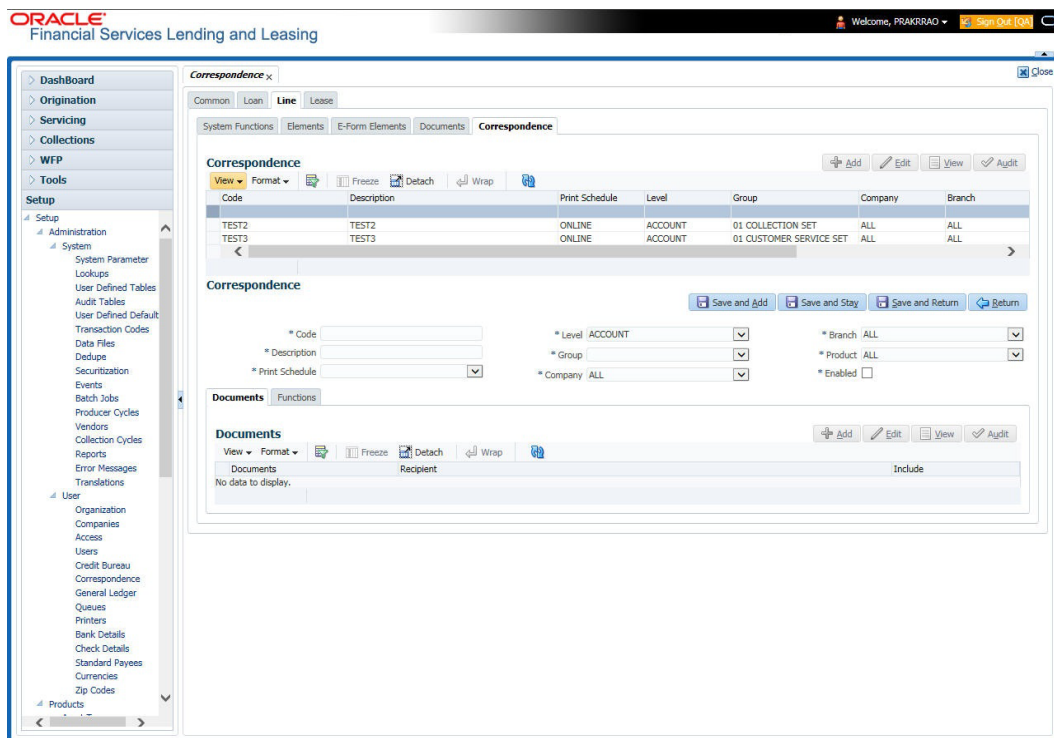 ORACLE
Financial Services Lending and Leasing
Welcome, PRAKRRAO
Sign Out [QA]
Close
DashBoard
Origination
Servicing
Collections
WFP
Tools
Setup
Setup
Administration
System
System Parameter
Lookups
User Defined Tables
Audit Tables
User Defined Default
Transaction Codes
Data Files
Dedupe
Securitization
Events
Batch Jobs
Producer Cycles
Vendors
Collection Cycles
Reports
Error Messages
Translations
User
Organization
Companies
Access
Users
Credit Bureau
Correspondence
General Ledger
Queues
Printers
Bank Details
Check Details
Standard Payees
Currencies
Zip Codes
Products
Correspondence x
Common Loan Line Lease
System Functions Elements E-Form Elements Documents Correspondence
Correspondence
Add Edit View Audit
View Format Freeze Detach Wrap
Code Description Print Schedule Level Group Company Branch
TEST2 TEST2 ONLINE ACCOUNT 01 COLLECTION SET ALL ALL
TEST3 TEST3 ONLINE ACCOUNT 01 CUSTOMER SERVICE SET ALL ALL
Correspondence
Save and Add Save and Stay Save and Return Return
* Code * Level ACCOUNT * Branch ALL
* Description * Group * Product ALL
* Print Schedule * Company ALL * Enabled
Documents Functions
Documents
Add Edit View Audit
View Format Freeze Detach Wrap
Documents Recipient Include
No data to display.